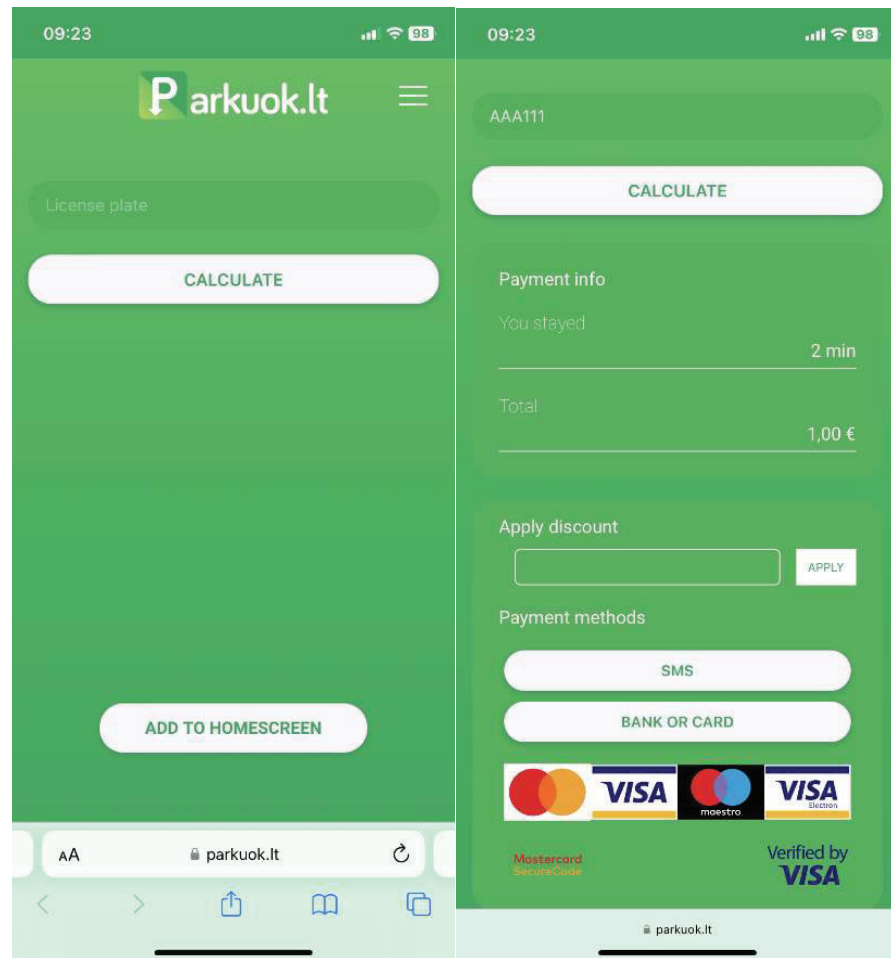 09:23
98
Parkuok.lt
License plate
CALCULATE
ADD TO HOMESCREEN
AA
parkuok.lt
09:23
98
AAA111
CALCULATE
Payment info
You stayed
2 min
Total
1,00 €
Apply discount
APPLY
Payment methods
SMS
BANK OR CARD
VISA
maestro
VISA
Electron
Mastercard
SecureCode
Verified by
VISA
parkuok.lt